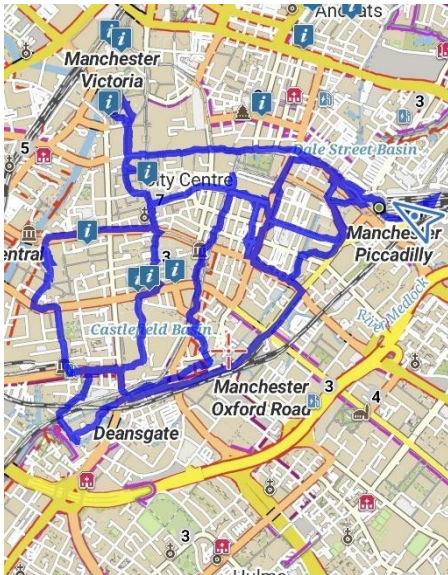 Ancoats
Manchester
Victoria
3
5
Dale Street Basin
City Centre
7
Manchester
Piccadilly
entral
3
River Medlock
Castlefield Basin
Manchester
Oxford Road
3
4
Deansgate
3
Hulme